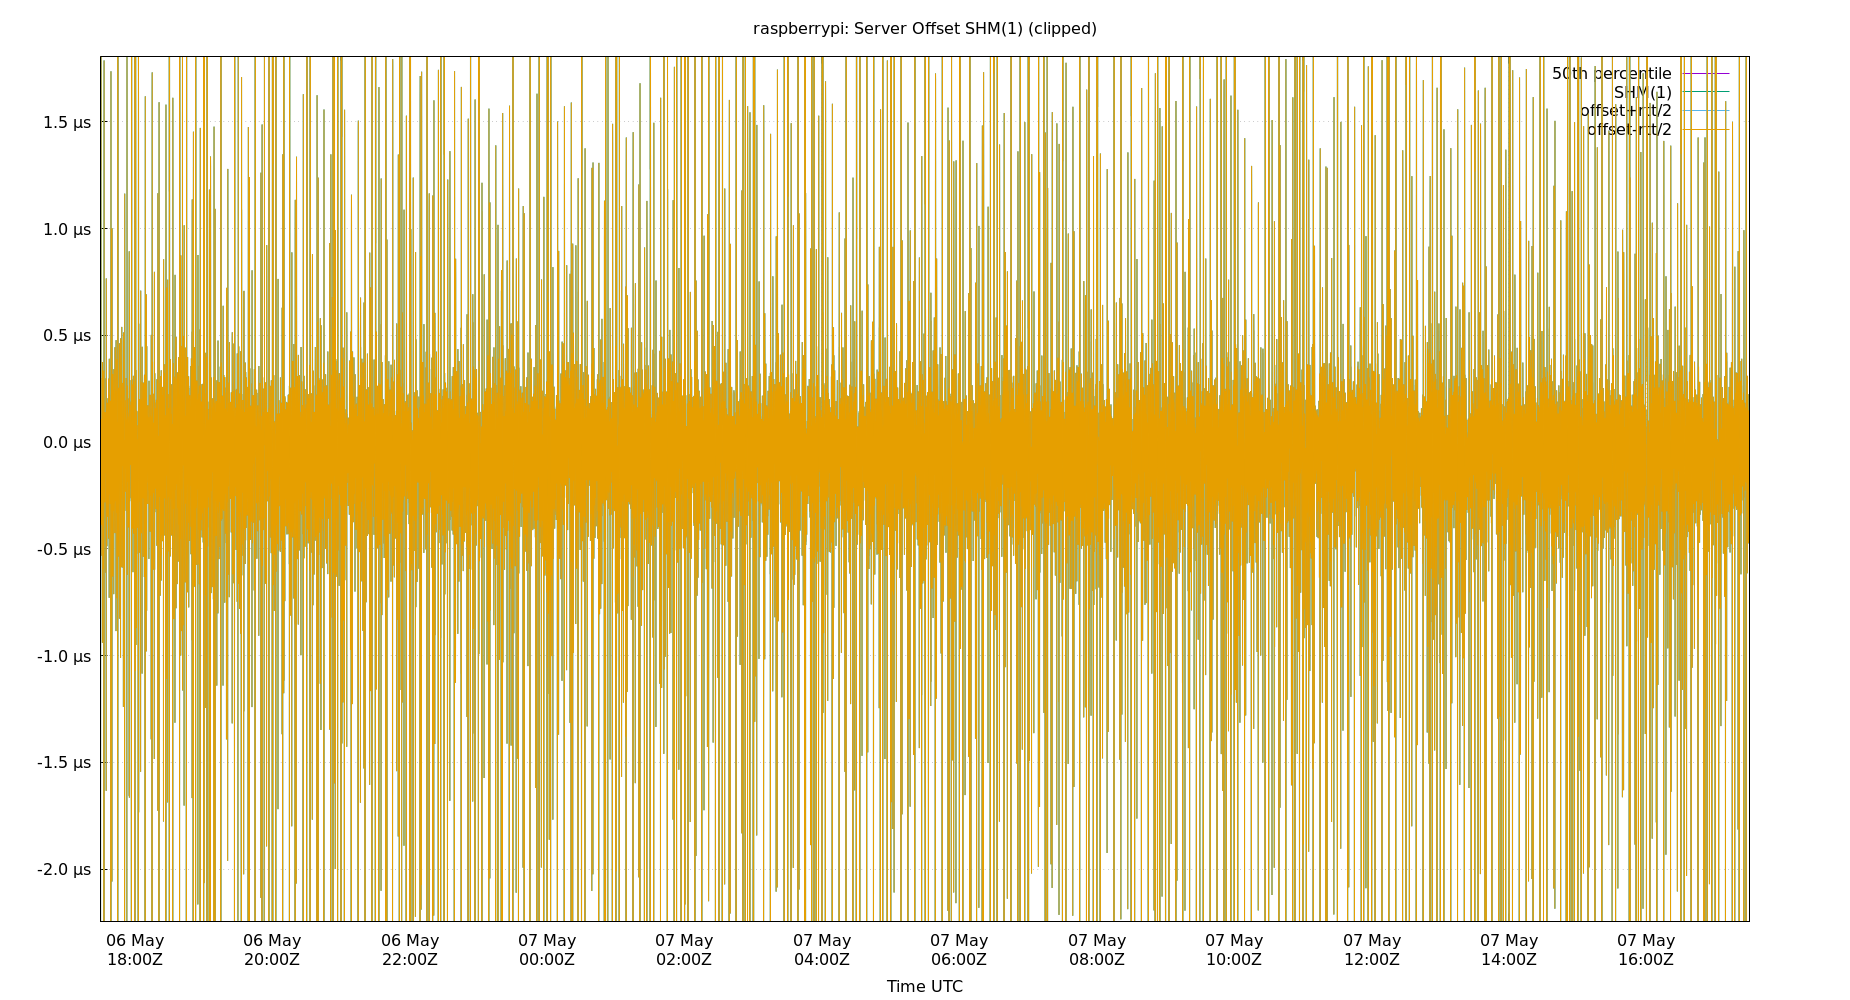 raspberrypi: Server Offset SHM(1) (clipped)
50th percentile
SHM(1)
offset+rtt/2
offset-rtt/2
1.5 µs
1.0 µs
0.5 µs
0.0 µs
-0.5 µs
-1.0 µs
-1.5 µs
-2.0 µs
06 May 06 May 06 May 07 May 07 May 07 May 07 May 07 May 07 May 07 May 07 May 07 May
18:00Z 20:00Z 22:00Z 00:00Z 02:00Z 04:00Z 06:00Z 08:00Z 10:00Z 12:00Z 14:00Z 16:00Z
Time UTC